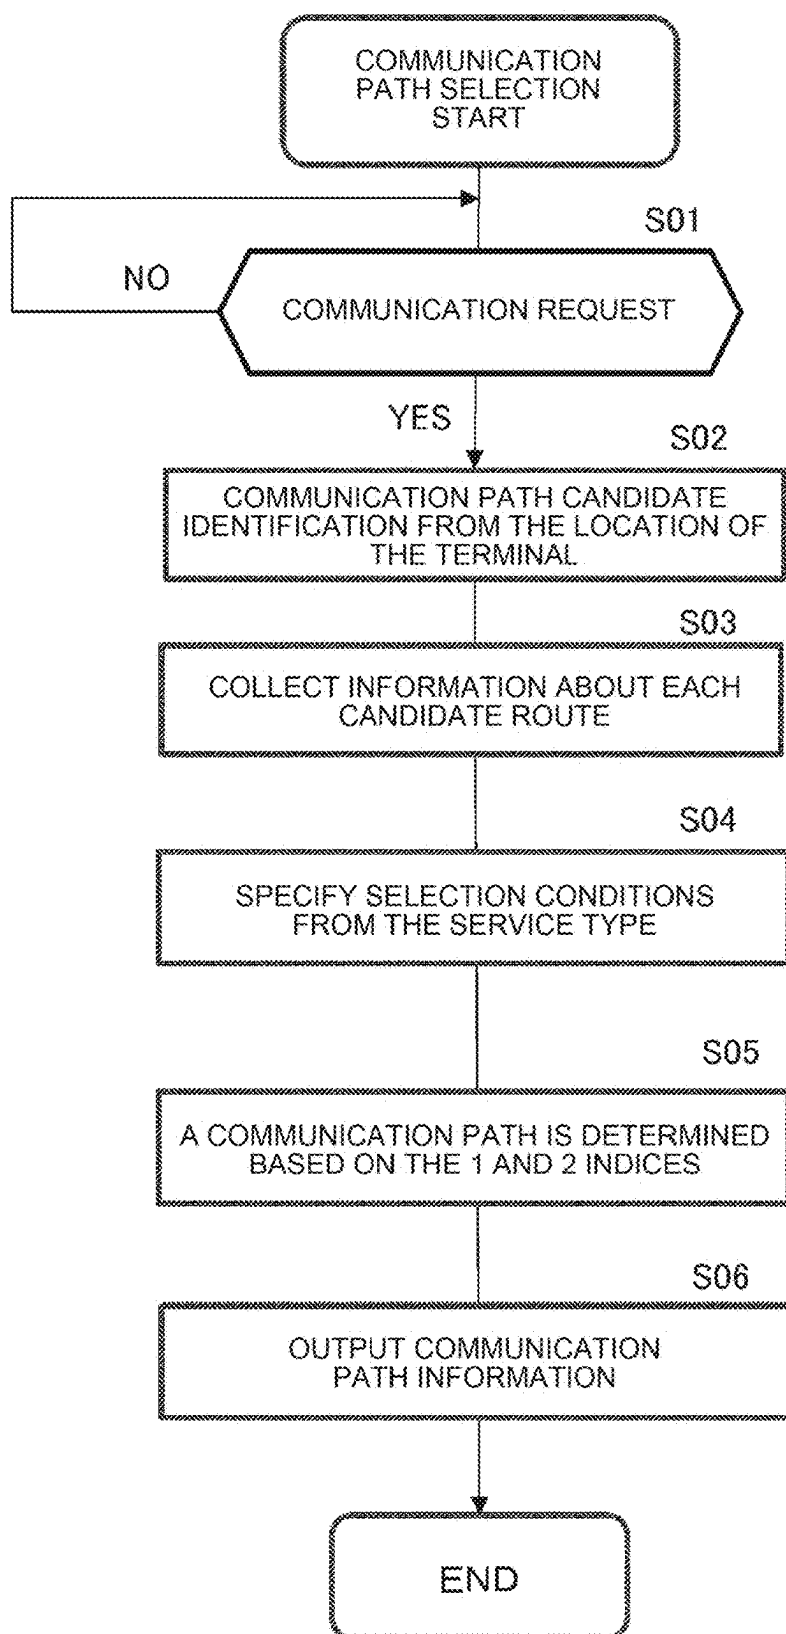 COMMUNICATION
PATH SELECTION
START
S01
NO
COMMUNICATION REQUEST
YES
S02
COMMUNICATION PATH CANDIDATE
IDENTIFICATION FROM THE LOCATION OF
THE TERMINAL
S03
COLLECT INFORMATION ABOUT EACH
CANDIDATE ROUTE
S04
SPECIFY SELECTION CONDITIONS
FROM THE SERVICE TYPE
S05
A COMMUNICATION PATH IS DETERMINED
BASED ON THE 1 AND 2 INDICES
S06
OUTPUT COMMUNICATION
PATH INFORMATION
END